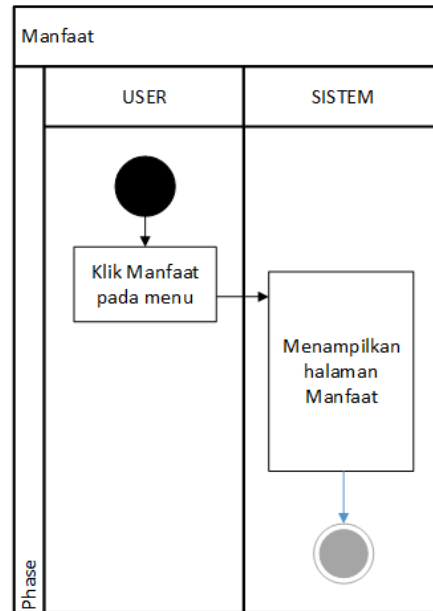 Manfaat
USER
SISTEM
Klik Manfaat
pada menu
Menampilkan
halaman
Manfaat
Phase